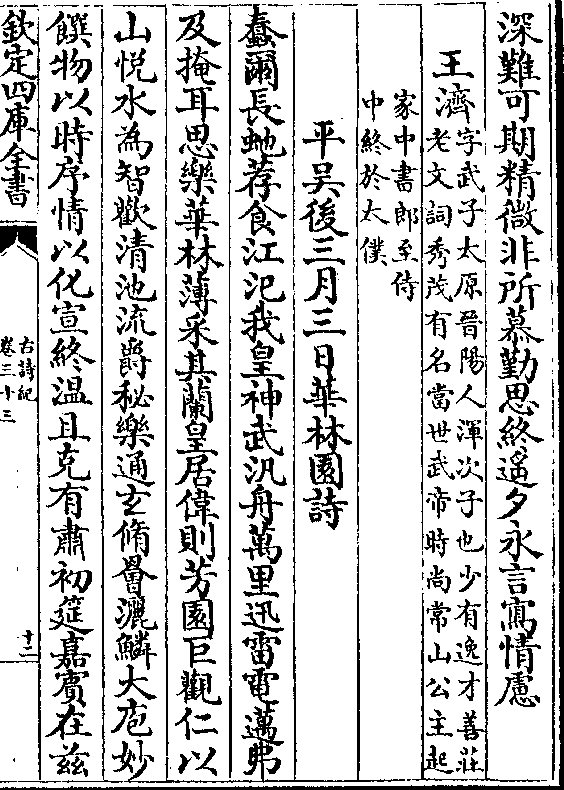 深難可期精微非所慕勤思終遥夕永言寫情慮
王濟字武子太原晉陽人渾次子也少有逸才善莊
老文詞秀茂有名當世武帝時尚常山公主起
家中書郎至侍
中終於太僕
平吴後三月三日華林園詩
蠢爾長虵荐食江汜我皇神武汎舟萬里迅雷電邁弗
及掩耳思樂華林薄采其蘭皇居偉則芳園巨觀仁以
山悦水為智歡清池流爵秘樂通玄脩罾灑鱗大庖妙
饌物以時序情以化宣終温且克有肅初筵嘉賓在兹
欽定四庫全書
古詩紀
卷三十三
十二